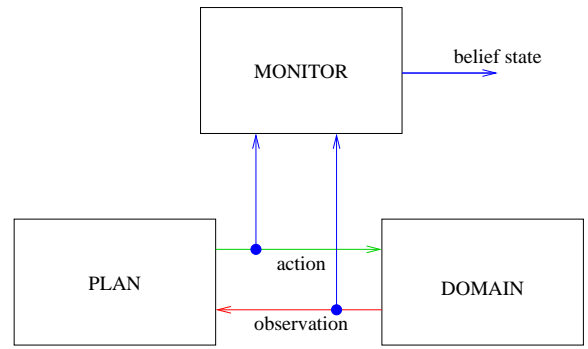 belief state
MONITOR
action
PLAN
DOMAIN
observation